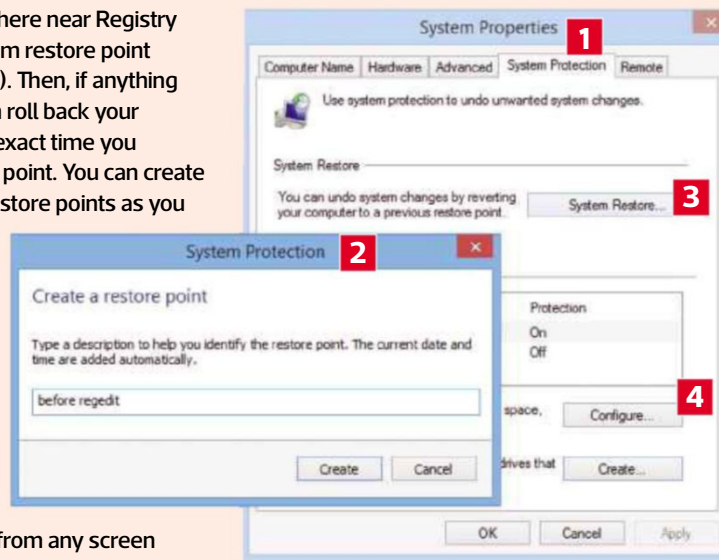 here near Registry
m restore point
). Then, if anything
roll back your
exact time you
point. You can create
store points as you
from any screen
System Properties
1
Computer Name Hardware Advanced System Protection Remote
Use system protection to undo unwanted system changes.
System Restore
You can undo system changes by reverting
your computer to a previous restore point.
System Restore...
3
Protection
On
Off
space,
Configure...
4
drives that
Create...
OK Cancel Apply
System Protection
2
Create a restore point
Type a description to help you identify the restore point. The current date and
time are added automatically.
before regedit
Create Cancel